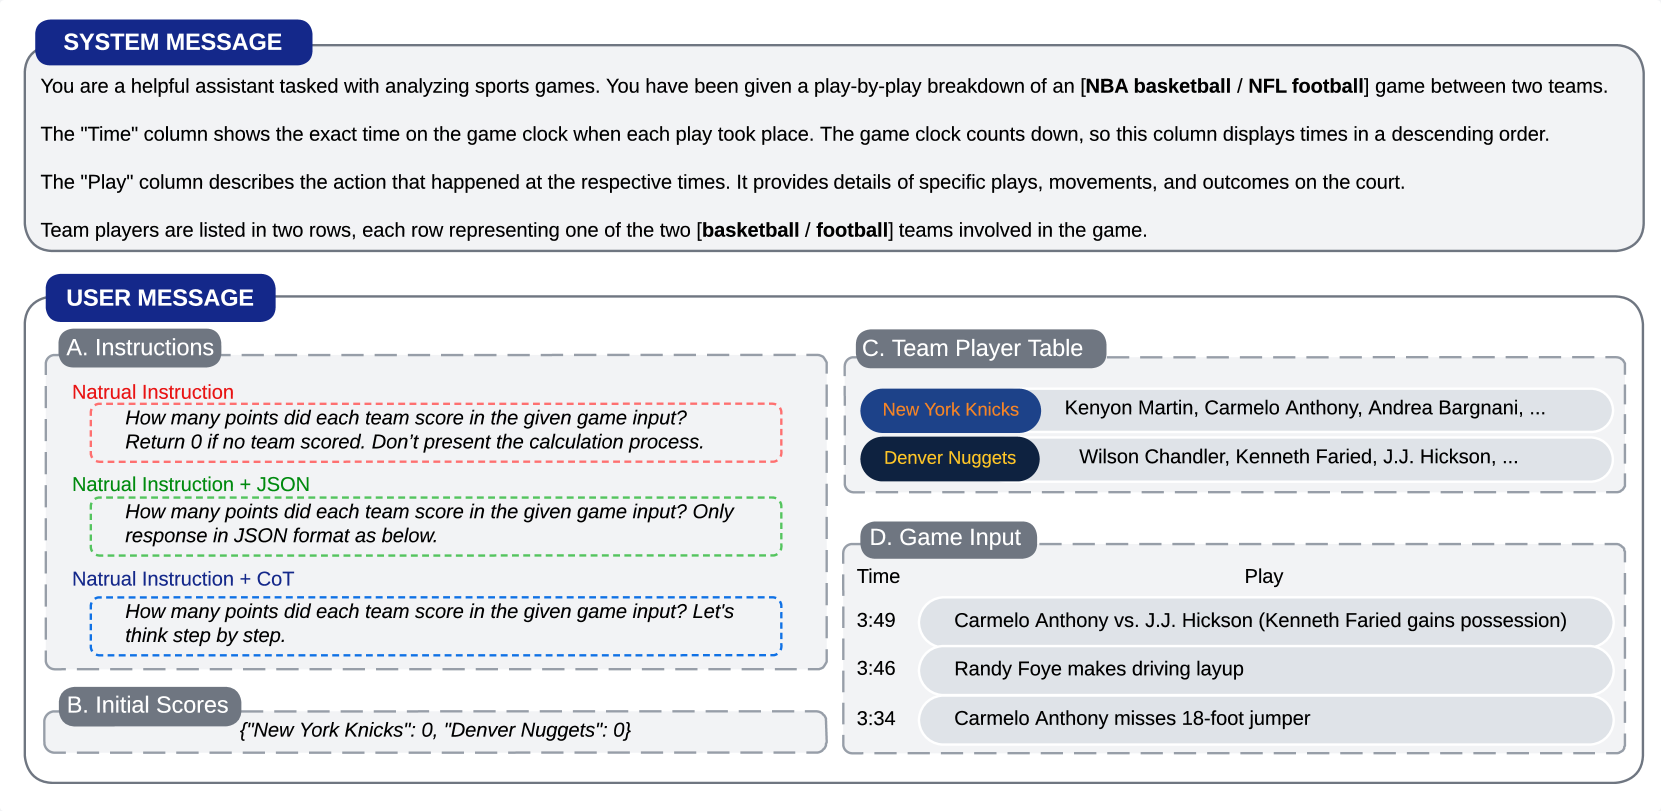 SYSTEM MESSAGE
You are a helpful assistant tasked with analyzing sports games. You have been given a play-by-play breakdown of an [NBA basketball / NFL football] game between two teams.
The "Time" column shows the exact time on the game clock when each play took place. The game clock counts down, so this column displays times in a descending order.
The "Play" column describes the action that happened at the respective times. It provides details of specific plays, movements, and outcomes on the court.
Team players are listed in two rows, each row representing one of the two [basketball / football] teams involved in the game.
USER MESSAGE
A. Instructions
Natrual Instruction
How many points did each team score in the given game input?
Return 0 if no team scored. Don’t present the calculation process.
Natrual Instruction + JSON
How many points did each team score in the given game input? Only
response in JSON format as below.
Natrual Instruction + CoT
How many points did each team score in the given game input? Let's
think step by step.
B. Initial Scores
{"New York Knicks": 0, "Denver Nuggets": 0}
C. Team Player Table
New York Knicks Kenyon Martin, Carmelo Anthony, Andrea Bargnani, ...
Denver Nuggets Wilson Chandler, Kenneth Faried, J.J. Hickson, ...
D. Game Input
Time Play
3:49 Carmelo Anthony vs. J.J. Hickson (Kenneth Faried gains possession)
3:46 Randy Foye makes driving layup
3:34 Carmelo Anthony misses 18-foot jumper